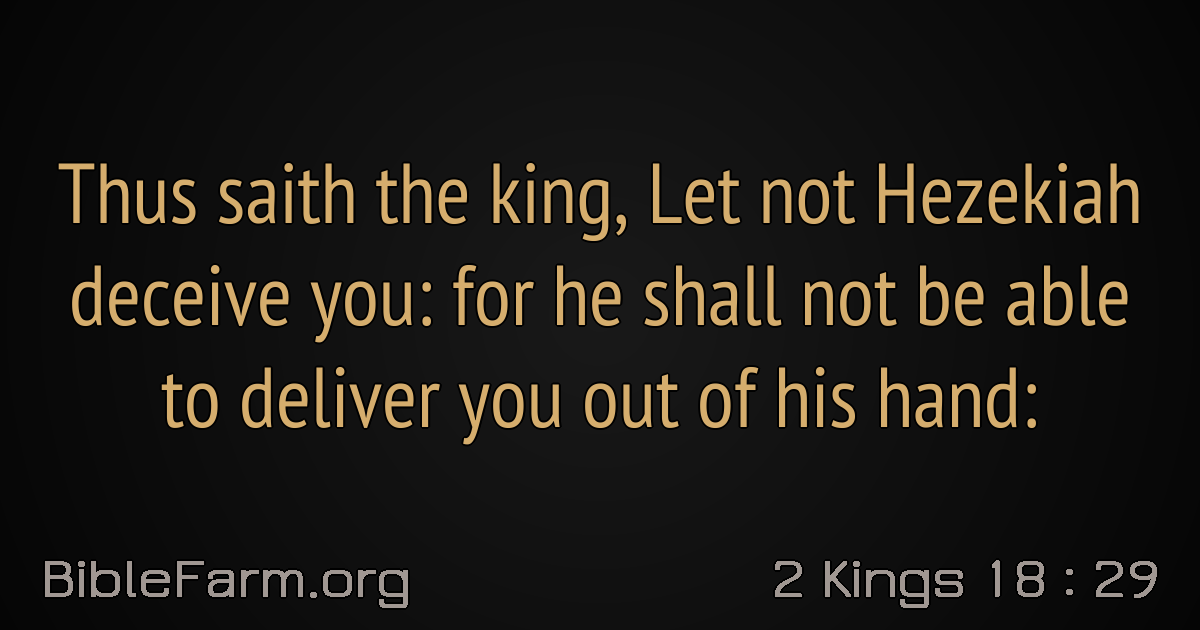 Thus saith the king, Let not Hezekiah
deceive you: for he shall not be able
to deliver you out of his hand:
BibleFarm.org
2 Kings 18 : 29